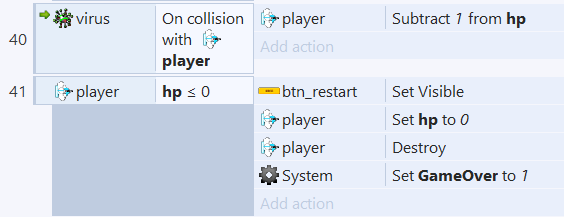 40 virus On collision with player player Subtract 1 from hp
Add action
41 player hp ≤ 0 btn_restart Set Visible
player Set hp to 0
player Destroy
System Set GameOver to 1
Add action